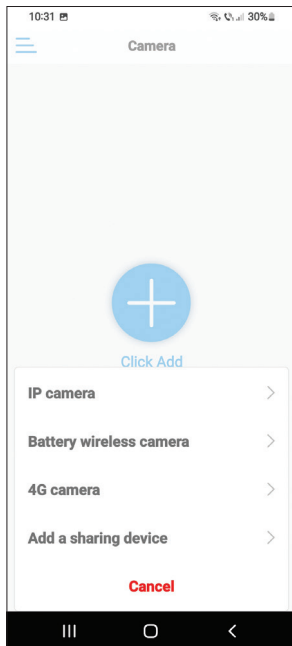 10:31
30%
Camera
Click Add
IP camera
Battery wireless camera
4G camera
Add a sharing device
Cancel